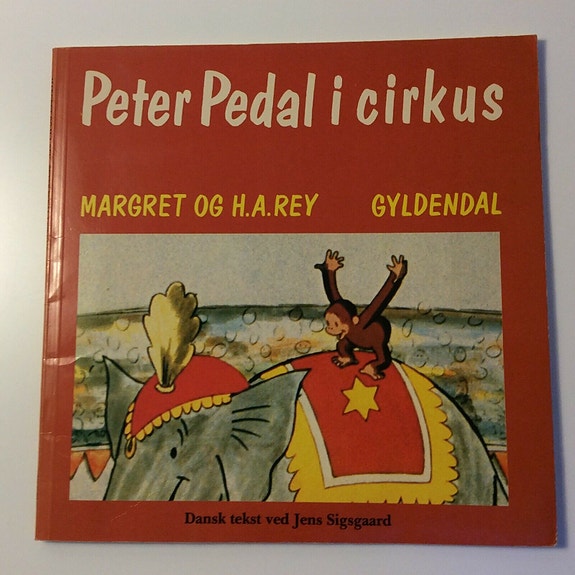 Peter Pedal i cirkus
MARGRET OG H.A.REY GYLDENDAL
Dansk tekst ved Jens Sigsgaard